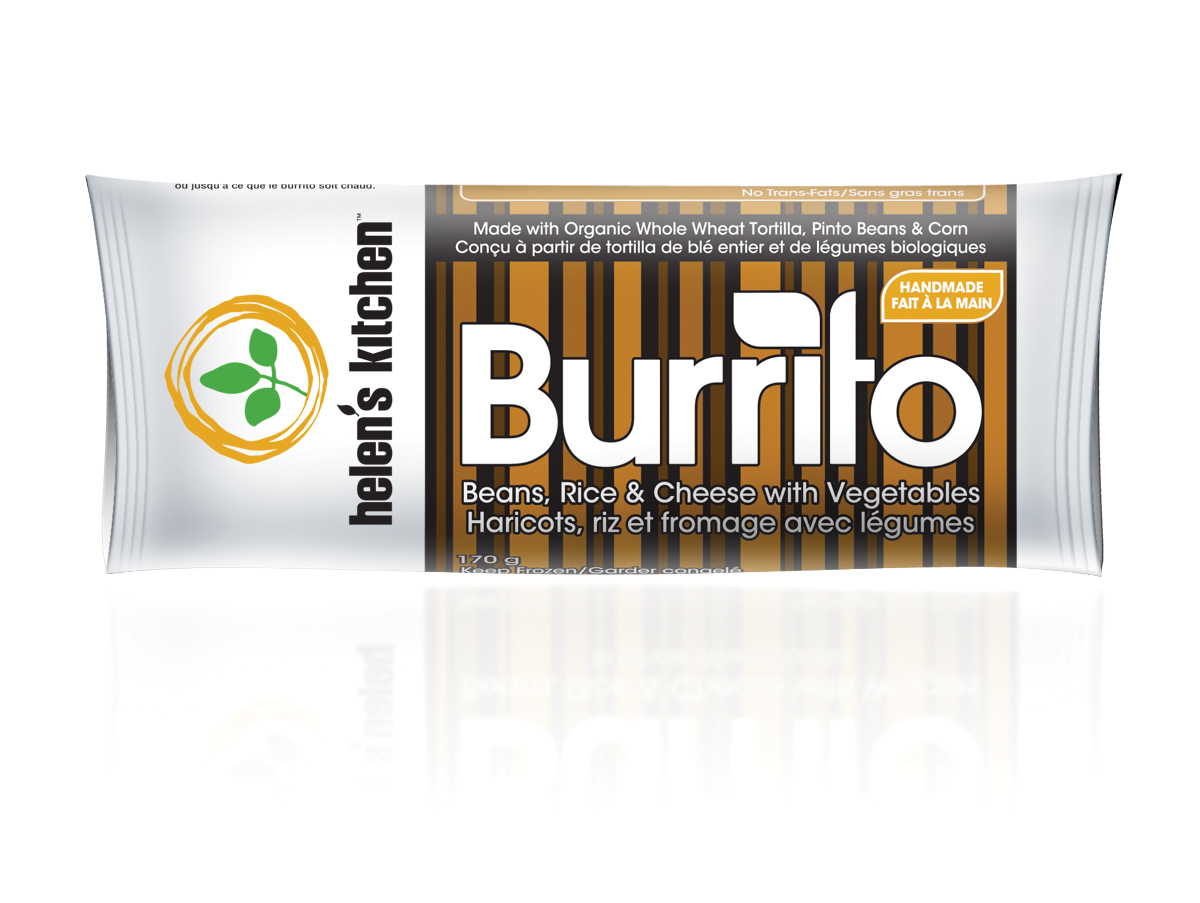 ou jusqu'à ce que le burrito soit chaud.
No Trans-Fats/Sans gras trans
Made with Organic Whole Wheat Tortilla, Pinto Beans & Corn
Conçu à partir de tortilla de blé entier et de légumes biologiques
HANDMADE
FAIT À LA MAIN
helen's kitchen™
Burrito
Beans, Rice & Cheese with Vegetables
Haricots, riz et fromage avec légumes
170 g
Keep Frozen/Garder congelé